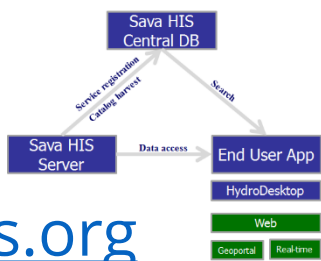 Sava HIS
Central DB
Service registration
Catalog harvest
Search
Sava HIS
Server
Data access
End User App
HydroDesktop
Web
Geoportal
Real-time
s.org